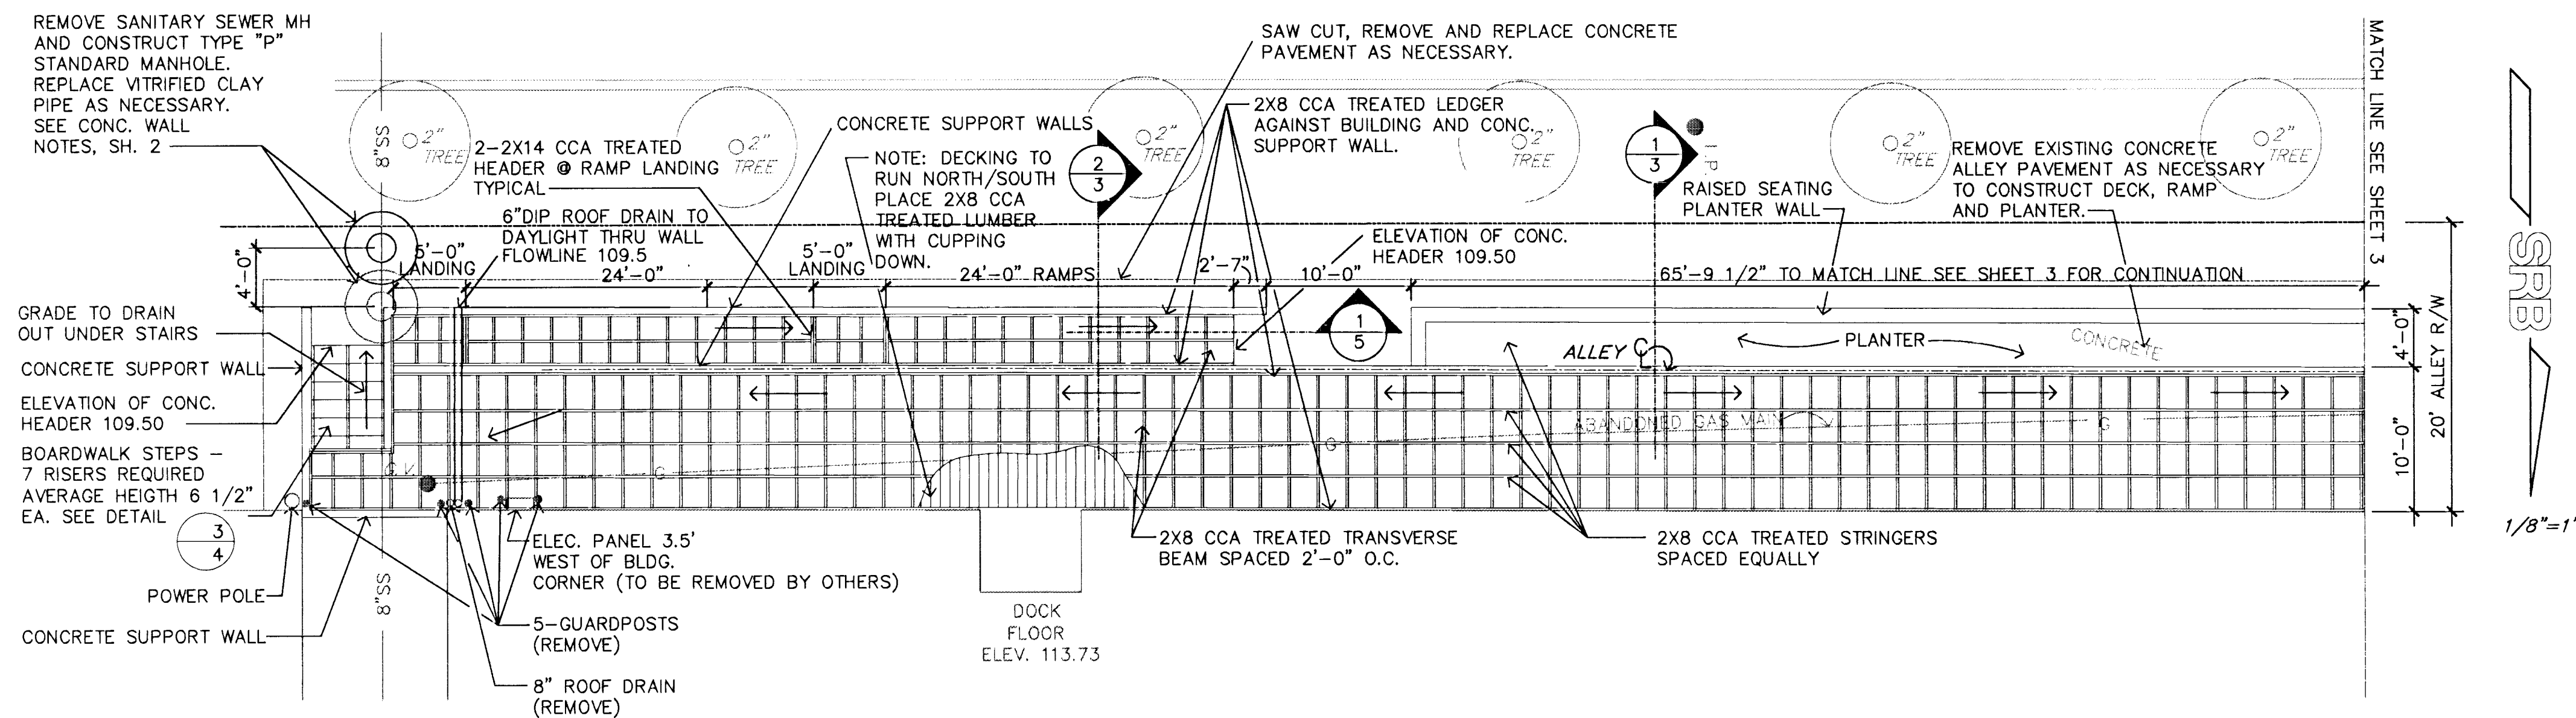 REMOVE SANITARY SEWER MH
AND CONSTRUCT TYPE "P"
STANDARD MANHOLE.
REPLACE VITRIFIED CLAY
PIPE AS NECESSARY.
SEE CONC. WALL
NOTES, SH. 2
8"SS
2"
TREE
2-2X14 CCA TREATED
HEADER @ RAMP LANDING
TYPICAL
2"
TREE
6"DIP ROOF DRAIN TO
DAYLIGHT THRU WALL
FLOWLINE 109.5
CONCRETE SUPPORT WALLS
NOTE: DECKING TO
RUN NORTH/SOUTH
PLACE 2X8 CCA
TREATED LUMBER
WITH CUPPING
DOWN.
2
3
2"
TREE
SAW CUT, REMOVE AND REPLACE CONCRETE
PAVEMENT AS NECESSARY.
2X8 CCA TREATED LEDGER
AGAINST BUILDING AND CONC.
SUPPORT WALL.
2"
TREE
1
3
I.P.
2"
TREE
RAISED SEATING
PLANTER WALL
REMOVE EXISTING CONCRETE
ALLEY PAVEMENT AS NECESSARY
TO CONSTRUCT DECK, RAMP
AND PLANTER.
2"
TREE
MATCH LINE SEE SHEET 3
SRB
4'-0"
5'-0"
LANDING
24'-0"
5'-0"
LANDING
24'-0" RAMPS
2'-7"
10'-0"
ELEVATION OF CONC.
HEADER 109.50
65'-9 1/2" TO MATCH LINE SEE SHEET 3 FOR CONTINUATION
GRADE TO DRAIN
OUT UNDER STAIRS
CONCRETE SUPPORT WALL
ELEVATION OF CONC.
HEADER 109.50
BOARDWALK STEPS -
7 RISERS REQUIRED
AVERAGE HEIGTH 6 1/2"
EA. SEE DETAIL
3
4
1
5
ALLEY CL
PLANTER
CONCRETE
4'-0"
10'-0"
20' ALLEY R/W
1/8"=1'
G.V.
G
G
ABANDONED GAS MAIN
G
POWER POLE
CONCRETE SUPPORT WALL
8"SS
ELEC. PANEL 3.5'
WEST OF BLDG.
CORNER (TO BE REMOVED BY OTHERS)
5-GUARDPOSTS
(REMOVE)
8" ROOF DRAIN
(REMOVE)
DOCK
FLOOR
ELEV. 113.73
2X8 CCA TREATED TRANSVERSE
BEAM SPACED 2'-0" O.C.
2X8 CCA TREATED STRINGERS
SPACED EQUALLY